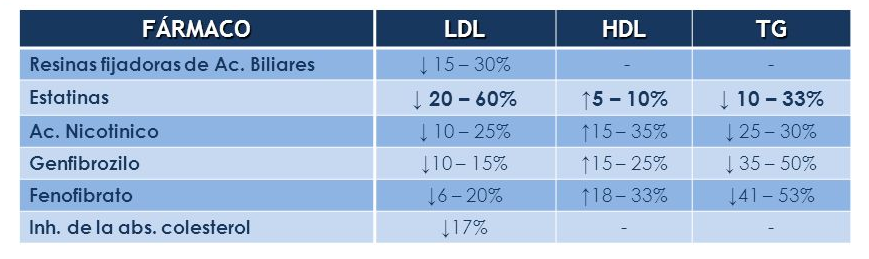 FÁRMACO LDL HDL TG
Resinas fijadoras de Ac. Biliares ↓ 15 – 30% - -
Estatinas ↓ 20 – 60% ↑5 – 10% ↓ 10 – 33%
Ac. Nicotinico ↓ 10 – 25% ↑15 – 35% ↓ 25 – 30%
Genfibrozilo ↓10 – 15% ↑15 – 25% ↓ 35 – 50%
Fenofibrato ↓6 – 20% ↑18 – 33% ↓41 – 53%
Inh. de la abs. colesterol ↓17% - -